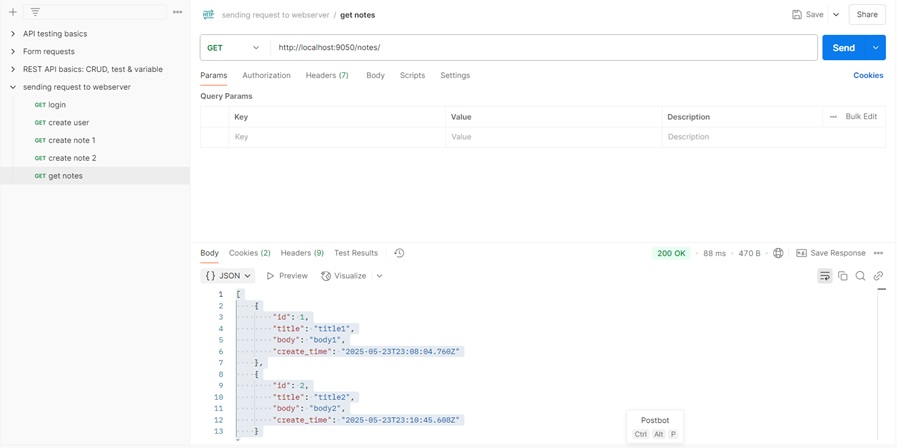 sending request to webserver / get notes
Save
Share
API testing basics
Form requests
REST API basics: CRUD, test & variable
sending request to webserver
GET login
GET create user
GET create note 1
GET create note 2
GET get notes
GET
http://localhost:9050/notes/
Send
Params Authorization Headers (7) Body Scripts Settings
Cookies
Query Params
Key Value Description Bulk Edit
Key Value Description
Body Cookies (2) Headers (9) Test Results
200 OK · 88 ms · 470 B · Save Response
{} JSON Preview Visualize
1 [
2 {
3 "id": 1,
4 "title": "title1",
5 "body": "body1",
6 "create_time": "2025-05-23T23:08:04.760Z"
7 },
8 {
9 "id": 2,
10 "title": "title2",
11 "body": "body2",
12 "create_time": "2025-05-23T23:10:45.608Z"
13 }
Postbot
Ctrl Alt P